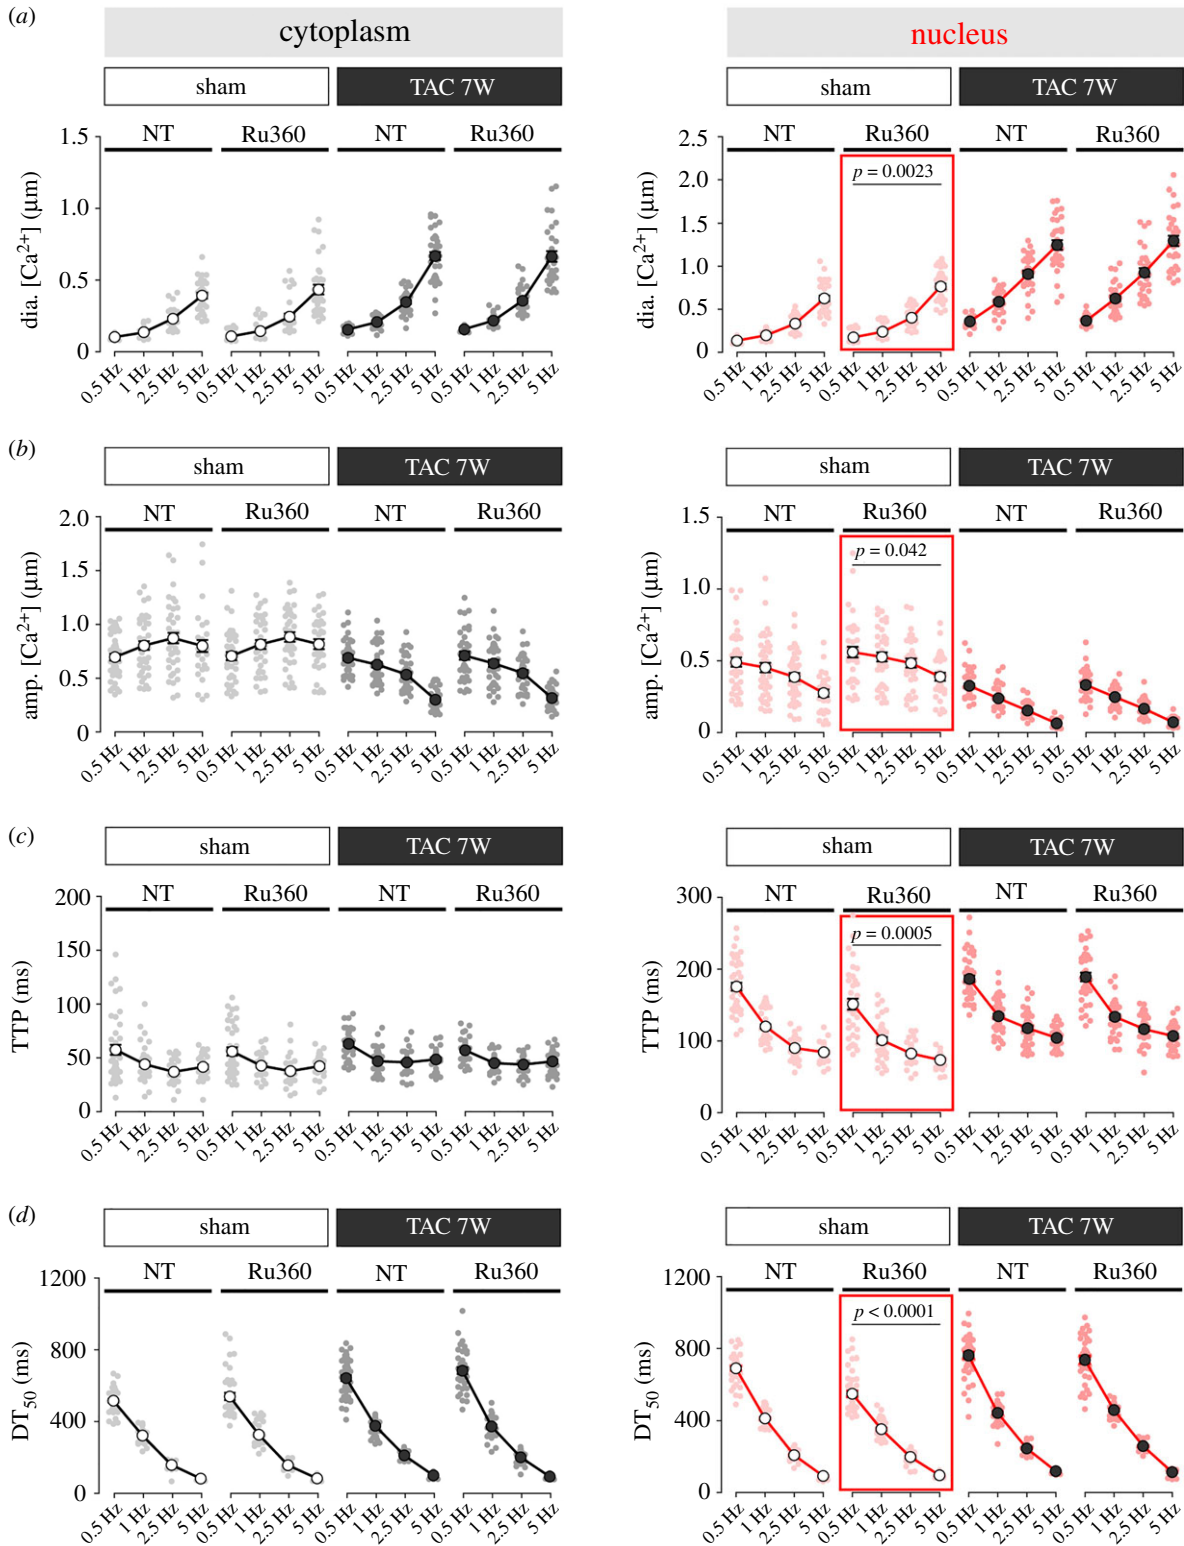 (a)
cytoplasm
nucleus
sham
TAC 7W
sham
TAC 7W
NT
Ru360
NT
Ru360
NT
Ru360
NT
Ru360
p = 0.0023
dia. [Ca2+] (μm)
1.5
1.0
0.5
0
dia. [Ca2+] (μm)
2.5
2.0
1.5
1.0
0.5
0
0.5 Hz
1 Hz
2.5 Hz
5 Hz
0.5 Hz
1 Hz
2.5 Hz
5 Hz
0.5 Hz
1 Hz
2.5 Hz
5 Hz
0.5 Hz
1 Hz
2.5 Hz
5 Hz
0.5 Hz
1 Hz
2.5 Hz
5 Hz
0.5 Hz
1 Hz
2.5 Hz
5 Hz
0.5 Hz
1 Hz
2.5 Hz
5 Hz
0.5 Hz
1 Hz
2.5 Hz
5 Hz
(b)
sham
TAC 7W
sham
TAC 7W
NT
Ru360
NT
Ru360
NT
Ru360
NT
Ru360
p = 0.042
amp. [Ca2+] (μm)
2.0
1.5
1.0
0.5
0
amp. [Ca2+] (μm)
1.5
1.0
0.5
0
0.5 Hz
1 Hz
2.5 Hz
5 Hz
0.5 Hz
1 Hz
2.5 Hz
5 Hz
0.5 Hz
1 Hz
2.5 Hz
5 Hz
0.5 Hz
1 Hz
2.5 Hz
5 Hz
0.5 Hz
1 Hz
2.5 Hz
5 Hz
0.5 Hz
1 Hz
2.5 Hz
5 Hz
0.5 Hz
1 Hz
2.5 Hz
5 Hz
0.5 Hz
1 Hz
2.5 Hz
5 Hz
(c)
sham
TAC 7W
sham
TAC 7W
NT
Ru360
NT
Ru360
NT
Ru360
NT
Ru360
p = 0.0005
TTP (ms)
200
150
100
50
0
TTP (ms)
300
200
100
0
0.5 Hz
1 Hz
2.5 Hz
5 Hz
0.5 Hz
1 Hz
2.5 Hz
5 Hz
0.5 Hz
1 Hz
2.5 Hz
5 Hz
0.5 Hz
1 Hz
2.5 Hz
5 Hz
0.5 Hz
1 Hz
2.5 Hz
5 Hz
0.5 Hz
1 Hz
2.5 Hz
5 Hz
0.5 Hz
1 Hz
2.5 Hz
5 Hz
0.5 Hz
1 Hz
2.5 Hz
5 Hz
(d)
sham
TAC 7W
sham
TAC 7W
NT
Ru360
NT
Ru360
NT
Ru360
NT
Ru360
p < 0.0001
DT50 (ms)
1200
800
400
0
DT50 (ms)
1200
800
400
0
0.5 Hz
1 Hz
2.5 Hz
5 Hz
0.5 Hz
1 Hz
2.5 Hz
5 Hz
0.5 Hz
1 Hz
2.5 Hz
5 Hz
0.5 Hz
1 Hz
2.5 Hz
5 Hz
0.5 Hz
1 Hz
2.5 Hz
5 Hz
0.5 Hz
1 Hz
2.5 Hz
5 Hz
0.5 Hz
1 Hz
2.5 Hz
5 Hz
0.5 Hz
1 Hz
2.5 Hz
5 Hz